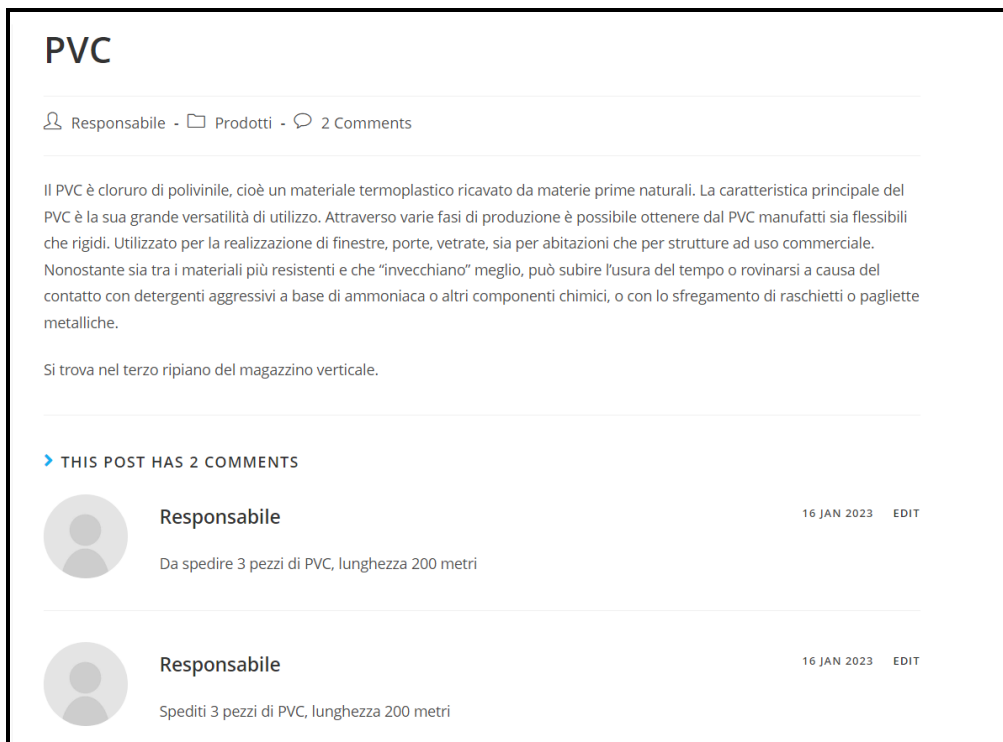 PVC
Responsabile - Prodotti - 2 Comments
Il PVC è cloruro di polivinile, cioè un materiale termoplastico ricavato da materie prime naturali. La caratteristica principale del
PVC è la sua grande versatilità di utilizzo. Attraverso varie fasi di produzione è possibile ottenere dal PVC manufatti sia flessibili
che rigidi. Utilizzato per la realizzazione di finestre, porte, vetrate, sia per abitazioni che per strutture ad uso commerciale.
Nonostante sia tra i materiali più resistenti e che “invecchiano” meglio, può subire l’usura del tempo o rovinarsi a causa del
contatto con detergenti aggressivi a base di ammoniaca o altri componenti chimici, o con lo sfregamento di raschietti o pagliette
metalliche.
Si trova nel terzo ripiano del magazzino verticale.
THIS POST HAS 2 COMMENTS
Responsabile 16 JAN 2023 EDIT
Da spedire 3 pezzi di PVC, lunghezza 200 metri
Responsabile 16 JAN 2023 EDIT
Spediti 3 pezzi di PVC, lunghezza 200 metri